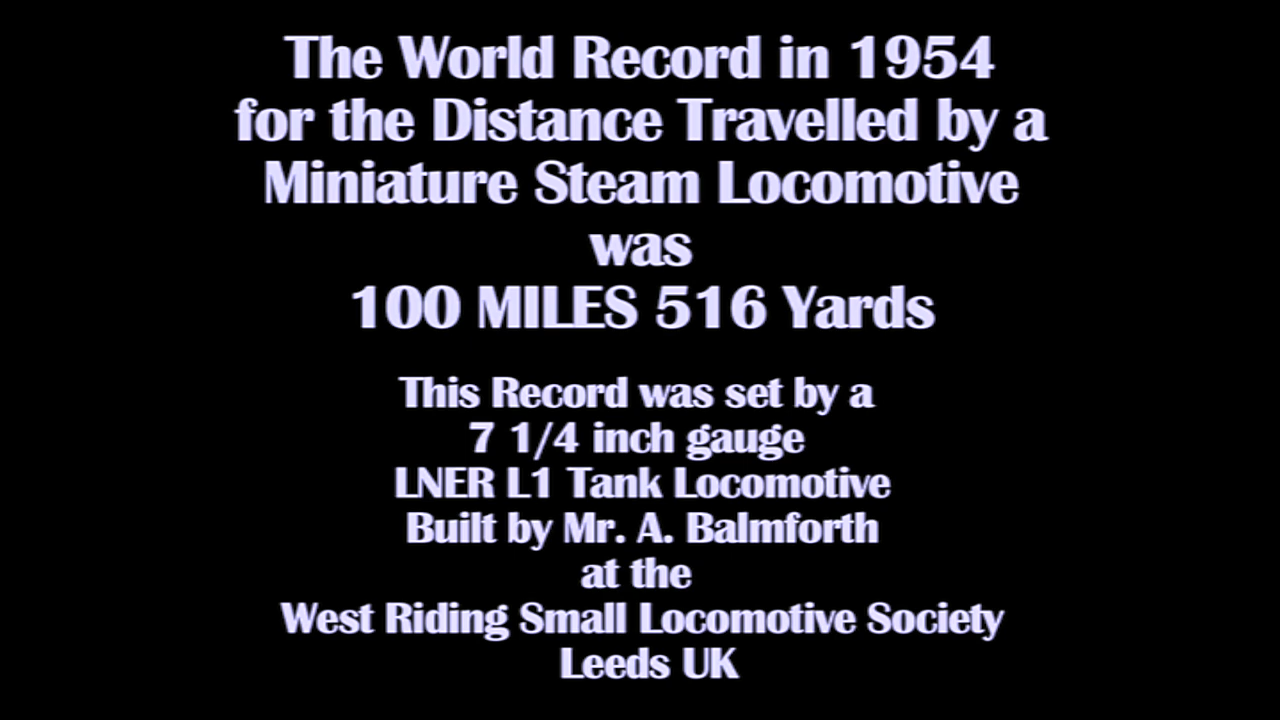 The World Record in 1954
for the Distance Travelled by a
Miniature Steam Locomotive
was
100 MILES 516 Yards
This Record was set by a
7 1/4 inch gauge
LNER L1 Tank Locomotive
Built by Mr. A. Balmforth
at the
West Riding Small Locomotive Society
Leeds UK